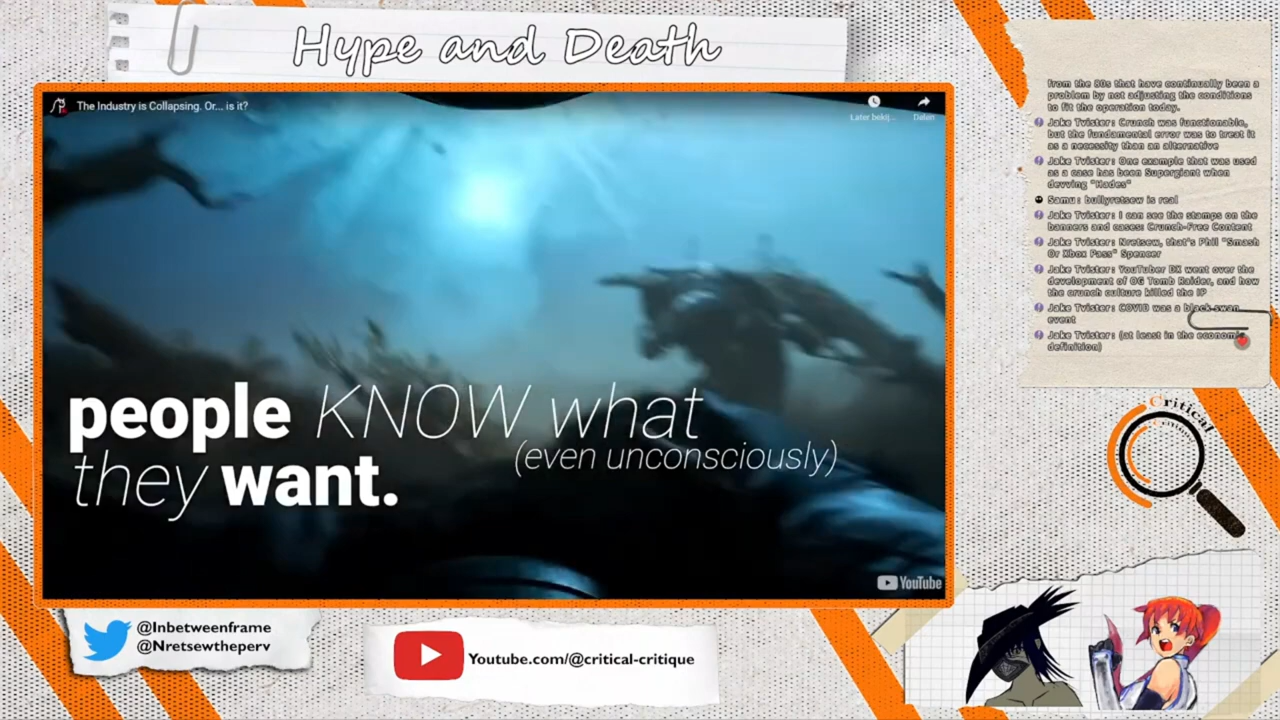 Hype and Death
The Industry is Collapsing. Or... is it?
Later bekij...
Delen
people KNOW what
(even unconsciously)
they want.
YouTube
@Inbetweenframe
@Nretsewtheperv
Youtube.com/@critical-critique
from the 80s that have continually been a
problem by not adjusting the conditions
to fit the operation today.
Jake Tvister: Crunch was functionable,
but the fundamental error was to treat it
as a necessity than an alternative
Jake Tvister: One example that was used
as a case has been Supergiant when
devving "Hades"
Samu: bullyretsew is real
Jake Tvister: I can see the stamps on the
banners and cases: Crunch-Free Content
Jake Tvister: Nretsew, that's Phil "Smash
Or Xbox Pass" Spencer
Jake Tvister: YouTuber DX went over the
development of OG Tomb Raider, and how
the crunch culture killed the IP
Jake Tvister: COVID was a black-swan
event
Jake Tvister: (at least in the economic
definition)
Critical